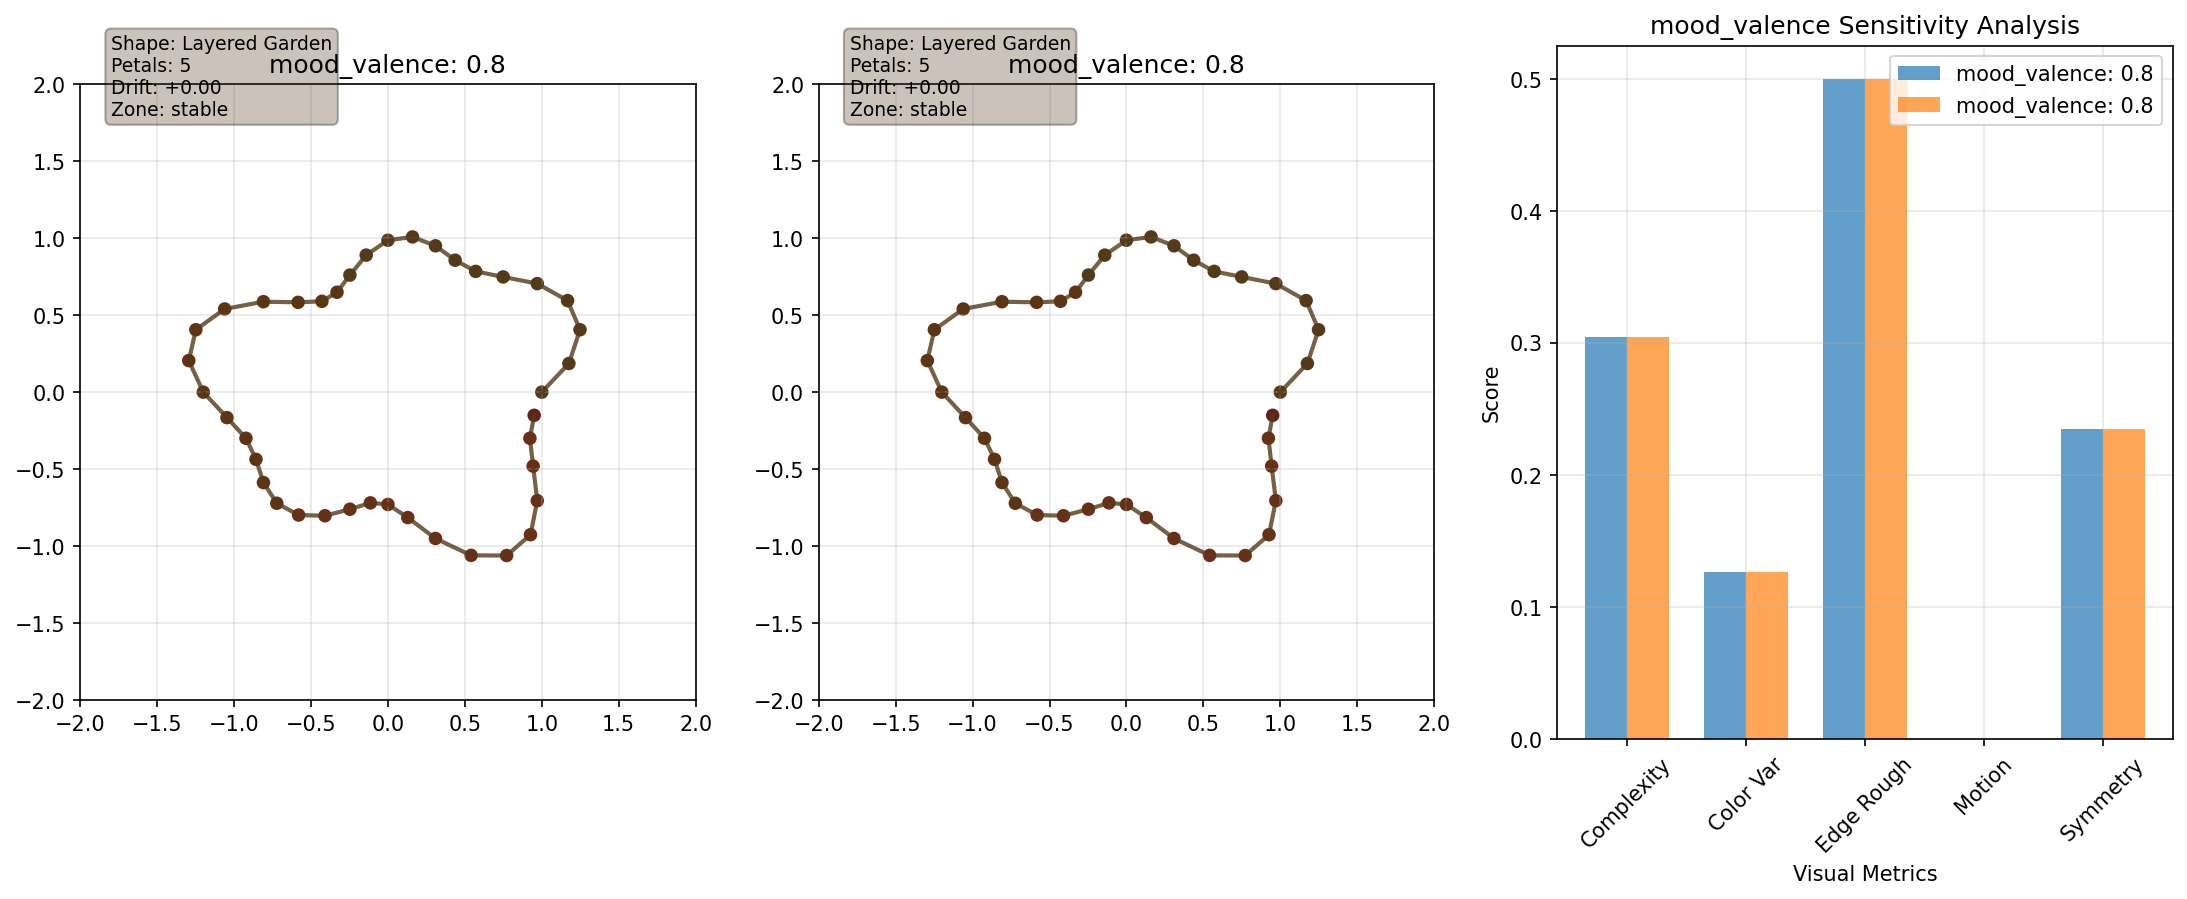 Shape: Layered Garden
Petals: 5
Drift: +0.00
Zone: stable
mood_valence: 0.8
2.0
1.5
1.0
0.5
0.0
−0.5
−1.0
−1.5
−2.0
−2.0 −1.5 −1.0 −0.5 0.0 0.5 1.0 1.5 2.0
Shape: Layered Garden
Petals: 5
Drift: +0.00
Zone: stable
mood_valence: 0.8
2.0
1.5
1.0
0.5
0.0
−0.5
−1.0
−1.5
−2.0
−2.0 −1.5 −1.0 −0.5 0.0 0.5 1.0 1.5 2.0
mood_valence Sensitivity Analysis
mood_valence: 0.8
mood_valence: 0.8
Score
0.5
0.4
0.3
0.2
0.1
0.0
Complexity
Color Var
Edge Rough
Motion
Symmetry
Visual Metrics